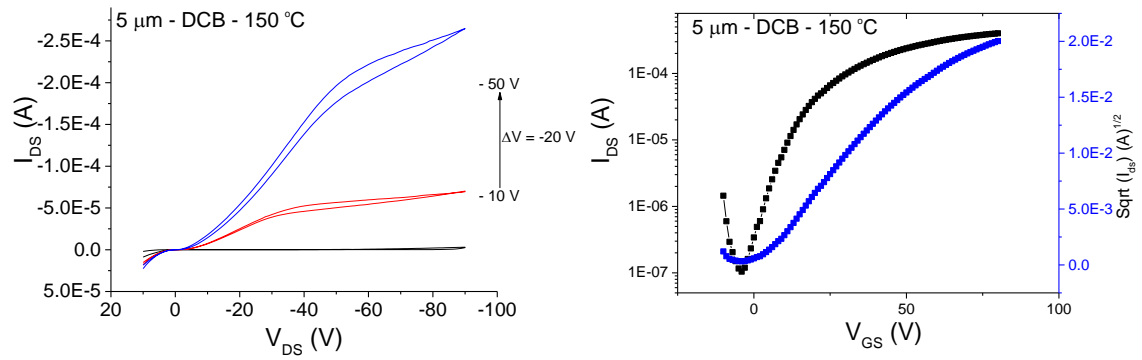 5 μm - DCB - 150 °C
-2.5E-4
-2.0E-4
-1.5E-4
-1.0E-4
-5.0E-5
0.0
5.0E-5
I_DS (A)
20 0 -20 -40 -60 -80 -100
V_DS (V)
- 50 V
ΔV = -20 V
- 10 V
5 μm - DCB - 150 °C
1E-04
1E-05
1E-06
1E-07
I_DS (A)
0 50 100
V_GS (V)
2.0E-2
1.5E-2
1.0E-2
5.0E-3
0.0
Sqrt (I_ds) (A)^1/2